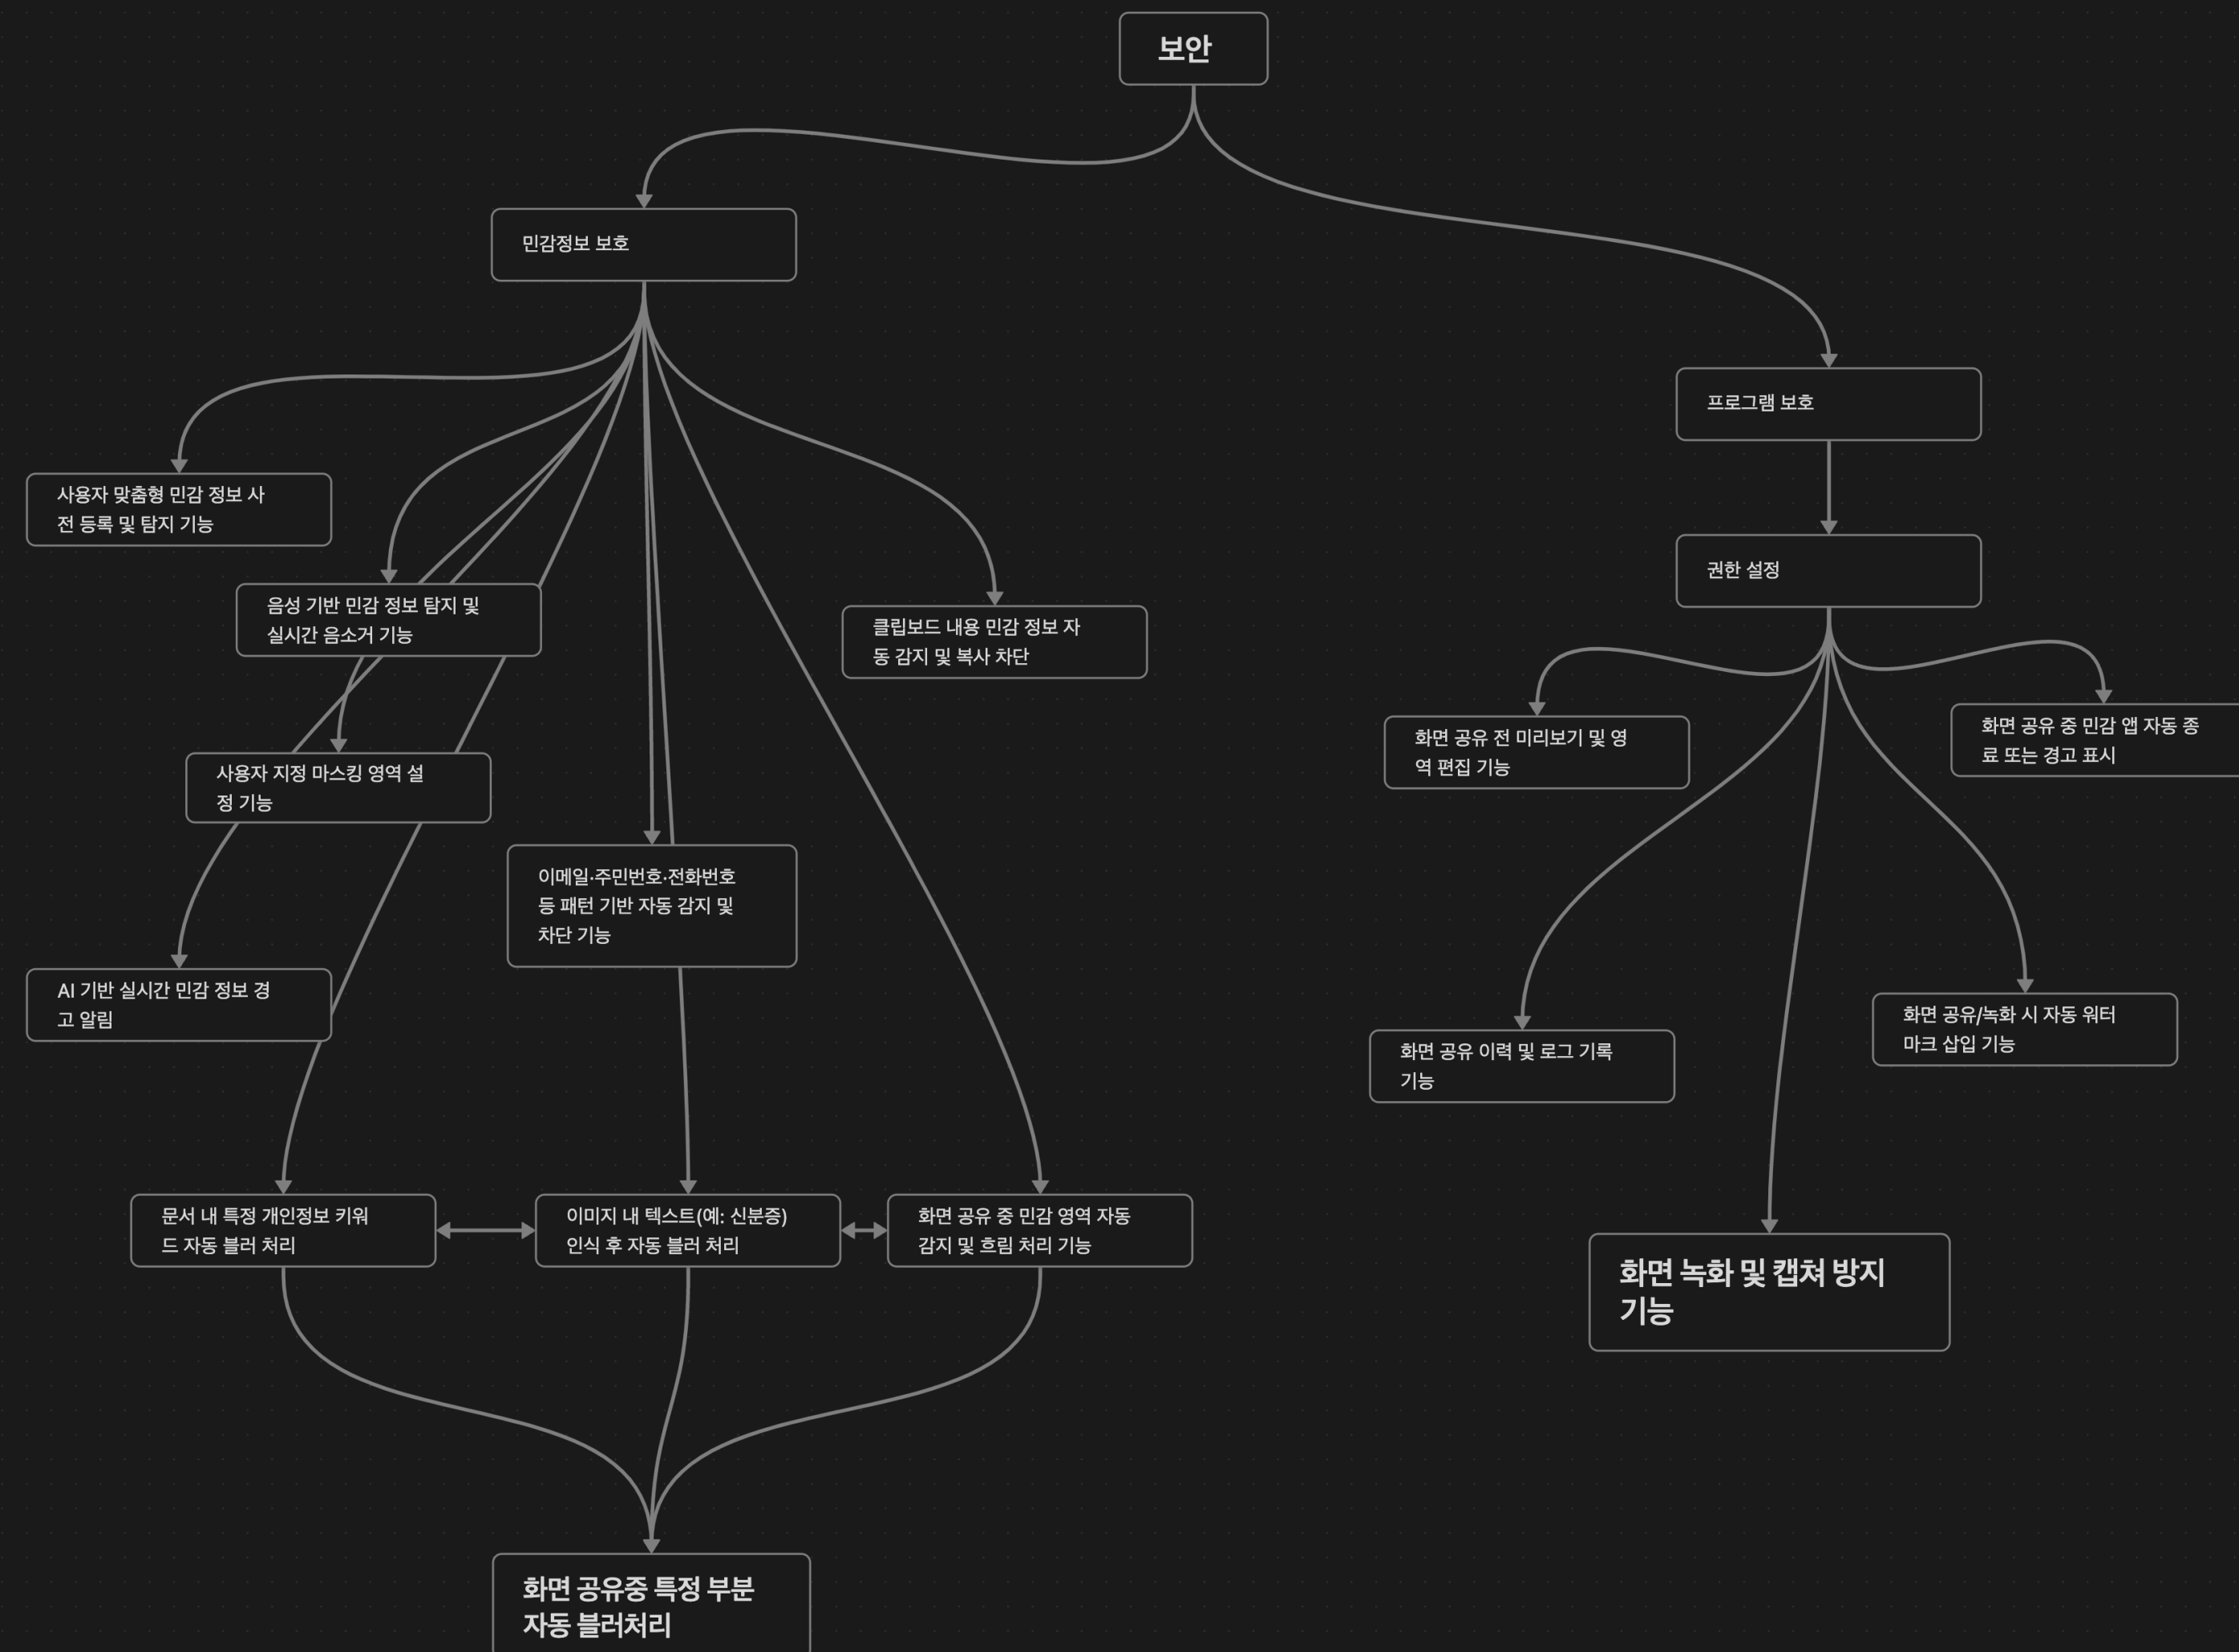 보안
민감정보 보호
프로그램 보호
사용자 맞춤형 민감 정보 사
전 등록 및 탐지 기능
권한 설정
음성 기반 민감 정보 탐지 및
실시간 음소거 기능
클립보드 내용 민감 정보 자
동 감지 및 복사 차단
화면 공유 전 미리보기 및 영
역 편집 기능
화면 공유 중 민감 앱 자동 종
료 또는 경고 표시
사용자 지정 마스킹 영역 설
정 기능
이메일·주민번호·전화번호
등 패턴 기반 자동 감지 및
차단 기능
AI 기반 실시간 민감 정보 경
고 알림
화면 공유 이력 및 로그 기록
기능
화면 공유/녹화 시 자동 워터
마크 삽입 기능
문서 내 특정 개인정보 키워
드 자동 블러 처리
이미지 내 텍스트(예: 신분증)
인식 후 자동 블러 처리
화면 공유 중 민감 영역 자동
감지 및 흐림 처리 기능
화면 녹화 및 캡쳐 방지
기능
화면 공유중 특정 부분
자동 블러처리